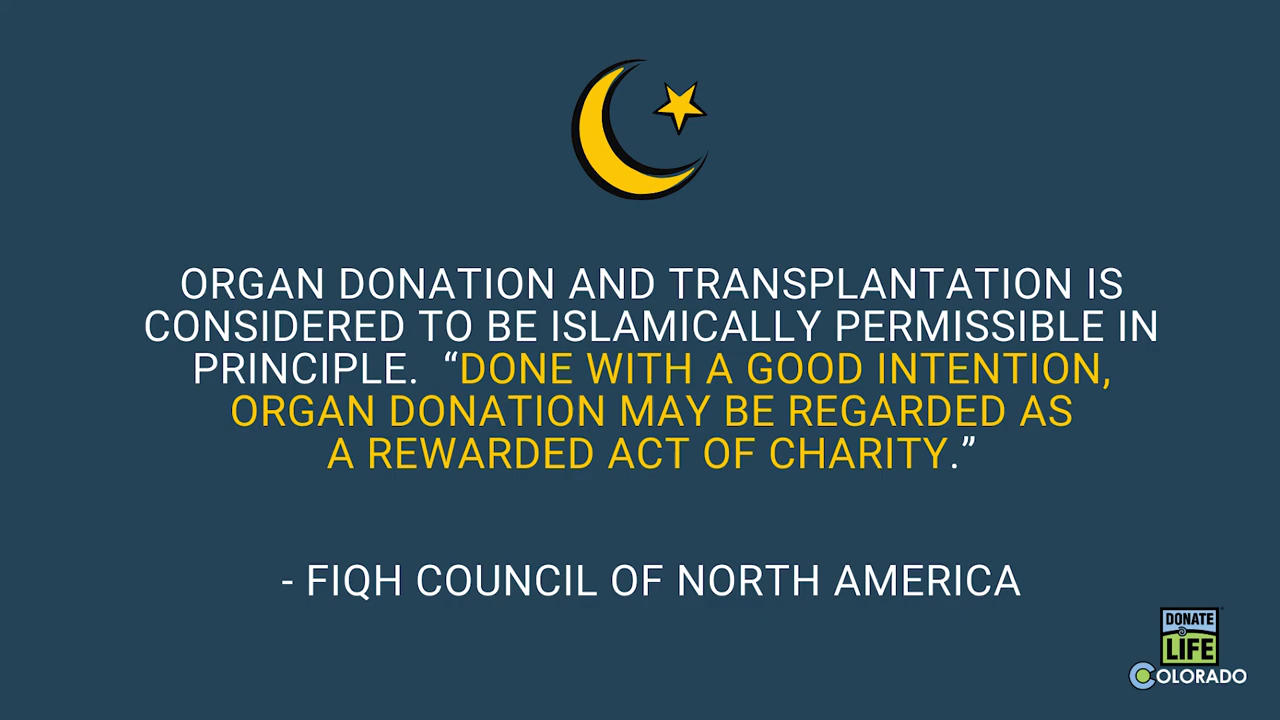 ORGAN DONATION AND TRANSPLANTATION IS
CONSIDERED TO BE ISLAMICALLY PERMISSIBLE IN
PRINCIPLE.  “DONE WITH A GOOD INTENTION,
ORGAN DONATION MAY BE REGARDED AS
A REWARDED ACT OF CHARITY.”
- FIQH COUNCIL OF NORTH AMERICA
DONATE
LIFE
COLORADO